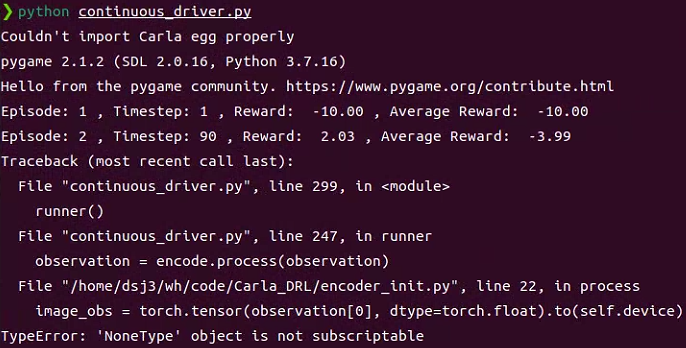 ❯ python continuous_driver.py
Couldn't import Carla egg properly
pygame 2.1.2 (SDL 2.0.16, Python 3.7.16)
Hello from the pygame community. https://www.pygame.org/contribute.html
Episode: 1 , Timestep: 1 , Reward:  -10.00 , Average Reward:  -10.00
Episode: 2 , Timestep: 90 , Reward:  2.03 , Average Reward:  -3.99
Traceback (most recent call last):
  File "continuous_driver.py", line 299, in <module>
    runner()
  File "continuous_driver.py", line 247, in runner
    observation = encode.process(observation)
  File "/home/dsj3/wh/code/Carla_DRL/encoder_init.py", line 22, in process
    image_obs = torch.tensor(observation[0], dtype=torch.float).to(self.device)
TypeError: 'NoneType' object is not subscriptable